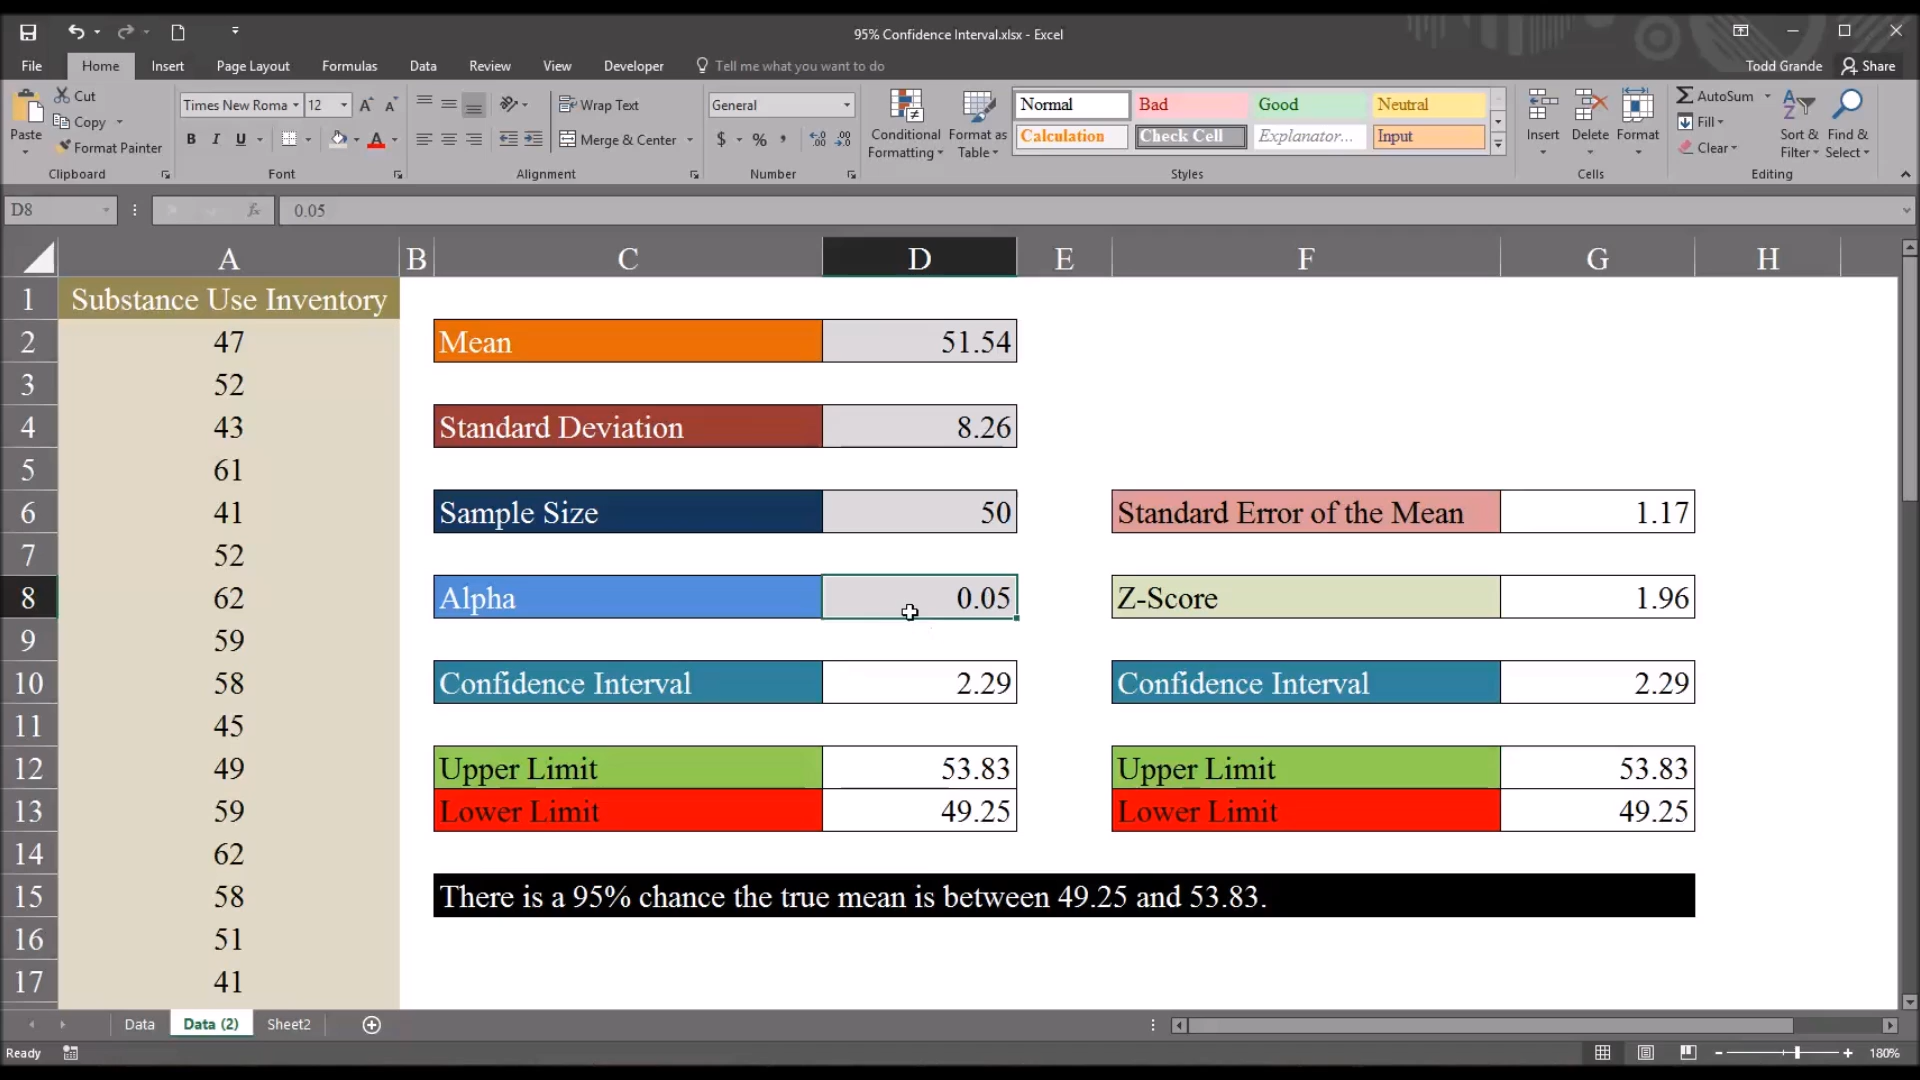 95% Confidence Interval.xlsx - Excel
File Home Insert Page Layout Formulas Data Review View Developer Tell me what you want to do Todd Grande Share
Paste Cut Copy Format Painter Clipboard
Times New Roma 12 B I U Font
Wrap Text Merge & Center Alignment
General $ % Number
Conditional Formatting Format as Table
Normal Bad Good Neutral
Calculation Check Cell Explanator... Input
Styles
Insert Delete Format Cells
AutoSum Fill Clear Sort & Filter Find & Select Editing
D8 fx 0.05
A B C D E F G H
1 Substance Use Inventory
2 47 Mean 51.54
3 52
4 43 Standard Deviation 8.26
5 61
6 41 Sample Size 50 Standard Error of the Mean 1.17
7 52
8 62 Alpha 0.05 Z-Score 1.96
9 59
10 58 Confidence Interval 2.29 Confidence Interval 2.29
11 45
12 49 Upper Limit 53.83 Upper Limit 53.83
13 59 Lower Limit 49.25 Lower Limit 49.25
14 62
15 58 There is a 95% chance the true mean is between 49.25 and 53.83.
16 51
17 41
Data Data (2) Sheet2
Ready 180%